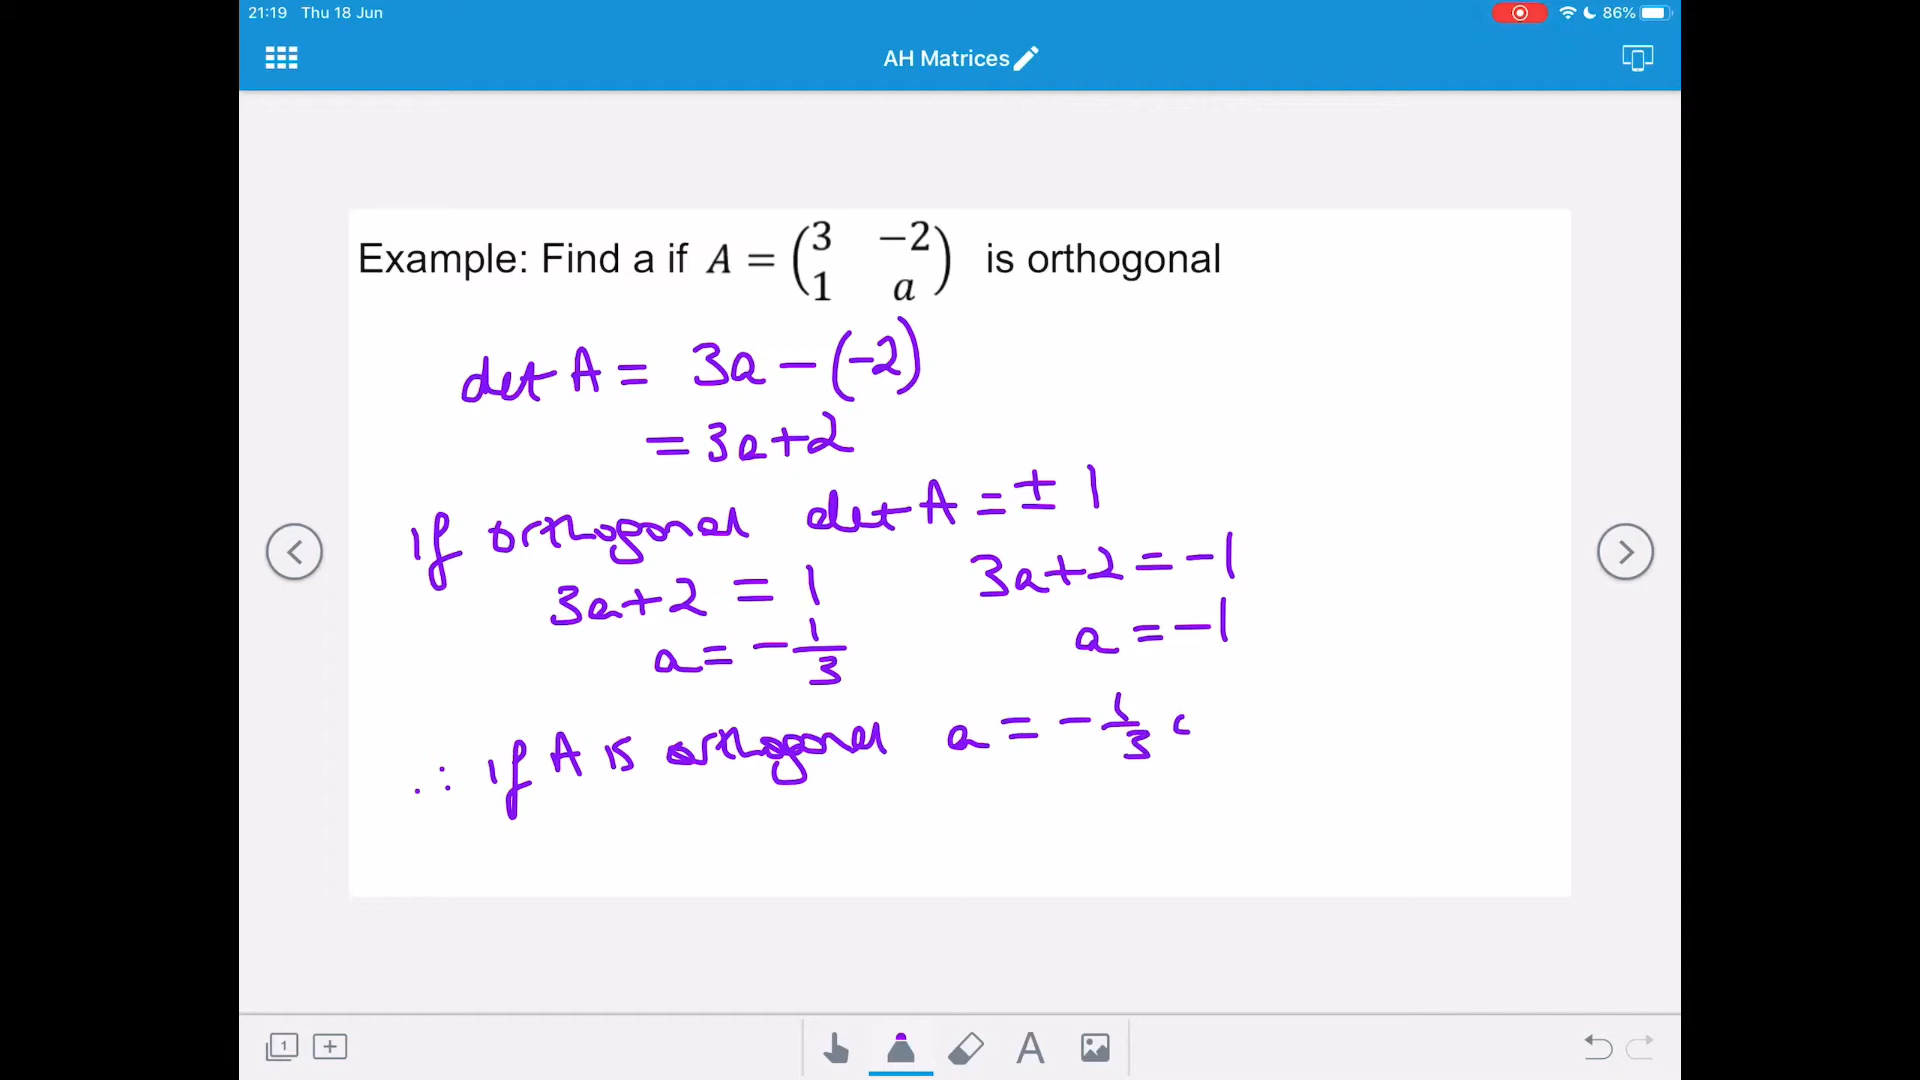 21:19 Thu 18 Jun
86%
AH Matrices
Example: Find a if A = (3 −2
1 a) is orthogonal
det A = 3a − (−2)
= 3a+2
if orthogonal det A = ± 1
3a+2 = 1
3a+2 = −1
a = − 1/3
a = −1
∴ if A is orthogonal a = − 1/3
1
A